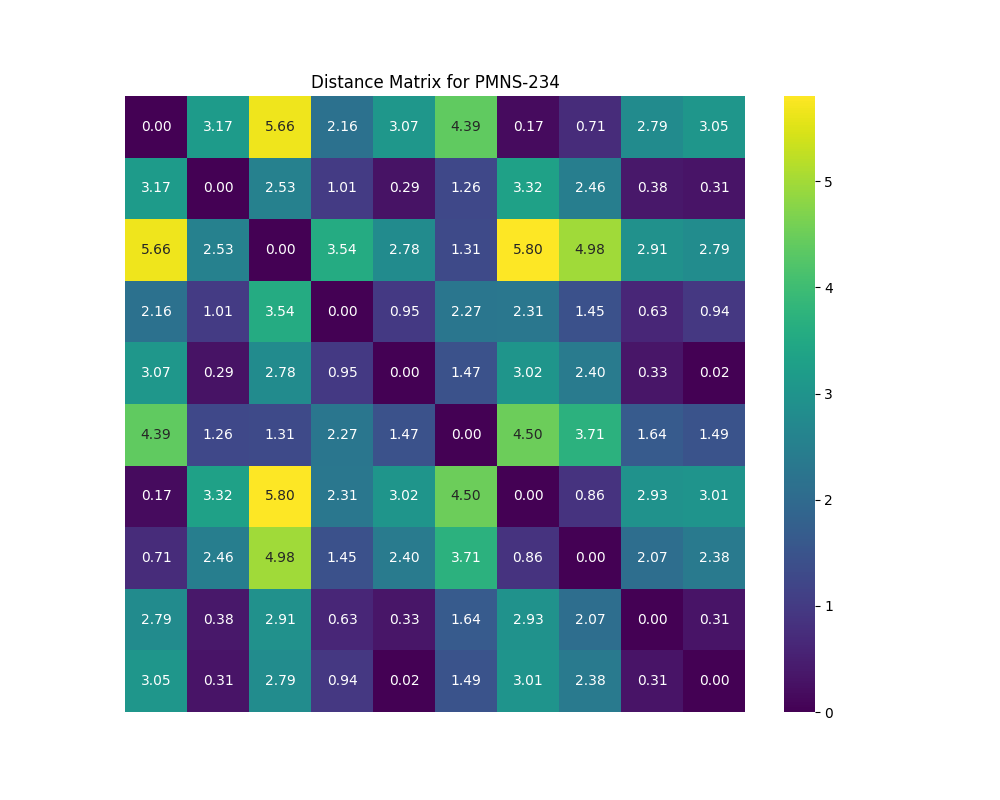 Distance Matrix for PMNS-234
0.00 3.17 5.66 2.16 3.07 4.39 0.17 0.71 2.79 3.05
3.17 0.00 2.53 1.01 0.29 1.26 3.32 2.46 0.38 0.31
5.66 2.53 0.00 3.54 2.78 1.31 5.80 4.98 2.91 2.79
2.16 1.01 3.54 0.00 0.95 2.27 2.31 1.45 0.63 0.94
3.07 0.29 2.78 0.95 0.00 1.47 3.02 2.40 0.33 0.02
4.39 1.26 1.31 2.27 1.47 0.00 4.50 3.71 1.64 1.49
0.17 3.32 5.80 2.31 3.02 4.50 0.00 0.86 2.93 3.01
0.71 2.46 4.98 1.45 2.40 3.71 0.86 0.00 2.07 2.38
2.79 0.38 2.91 0.63 0.33 1.64 2.93 2.07 0.00 0.31
3.05 0.31 2.79 0.94 0.02 1.49 3.01 2.38 0.31 0.00
5
4
3
2
1
0